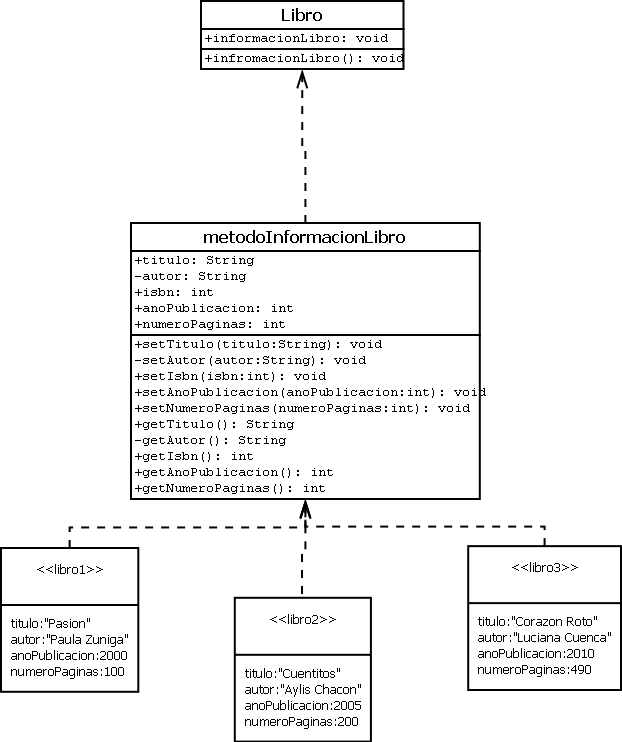 Libro
+informacionLibro: void
+infromacionLibro(): void
metodoInformacionLibro
+titulo: String
-autor: String
+isbn: int
+anoPublicacion: int
+numeroPaginas: int
+setTitulo(titulo:String): void
-setAutor(autor:String): void
+setIsbn(isbn:int): void
+setAnoPublicacion(anoPublicacion:int): void
+setNumeroPaginas(numeroPaginas:int): void
+getTitulo(): String
-getAutor(): String
+getIsbn(): int
+getAnoPublicacion(): int
+getNumeroPaginas(): int
<<libro1>>
titulo:"Pasion"
autor:"Paula Zuniga"
anoPublicacion:2000
numeroPaginas:100
<<libro2>>
titulo:"Cuentitos"
autor:"Aylis Chacon"
anoPublicacion:2005
numeroPaginas:200
<<libro3>>
titulo:"Corazon Roto"
autor:"Luciana Cuenca"
anoPublicacion:2010
numeroPaginas:490